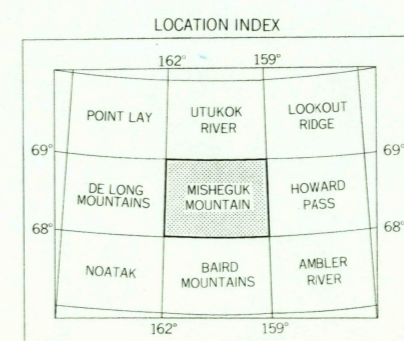 LOCATION INDEX
162° 159°
POINT LAY
UTUKOK
RIVER
LOOKOUT
RIDGE
69° 69°
DE LONG
MOUNTAINS
MISHEGUK
MOUNTAIN
HOWARD
PASS
68° 68°
NOATAK
BAIRD
MOUNTAINS
AMBLER
RIVER
162° 159°